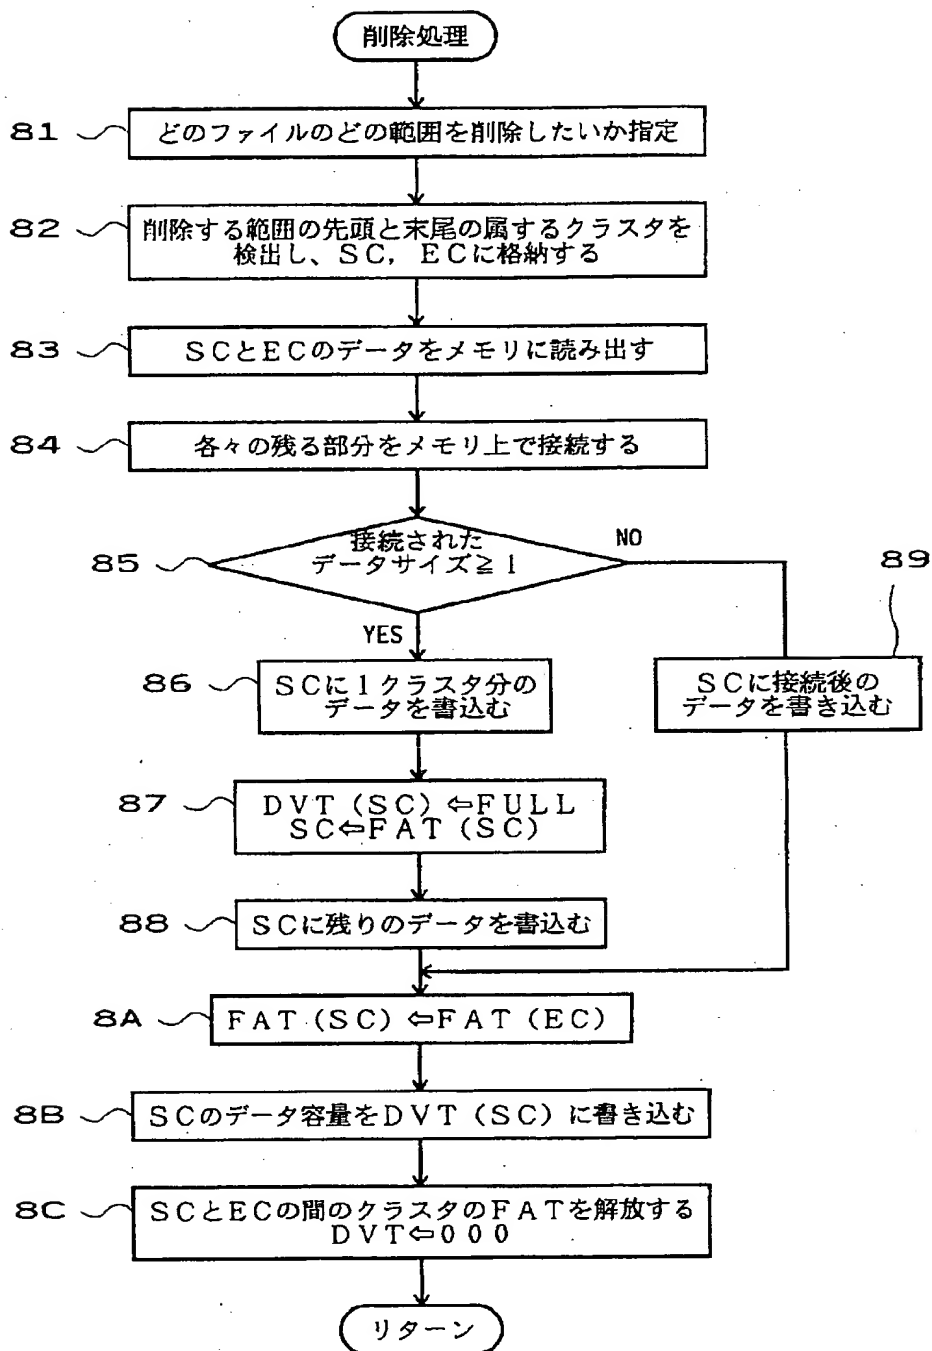 削除処理
81
どのファイルのどの範囲を削除したいか指定
82
削除する範囲の先頭と末尾の属するクラスタを
検出し、SC，ECに格納する
83
SCとECのデータをメモリに読み出す
84
各々の残る部分をメモリ上で接続する
85
接続された
データサイズ≧1
NO
YES
89
86
SCに1クラスタ分の
データを書込む
SCに接続後の
データを書き込む
87
DVT(SC)⇦FULL
SC⇦FAT(SC)
88
SCに残りのデータを書込む
8A
FAT(SC)⇦FAT(EC)
8B
SCのデータ容量をDVT(SC)に書き込む
8C
SCとECの間のクラスタのFATを解放する
DVT⇦000
リターン